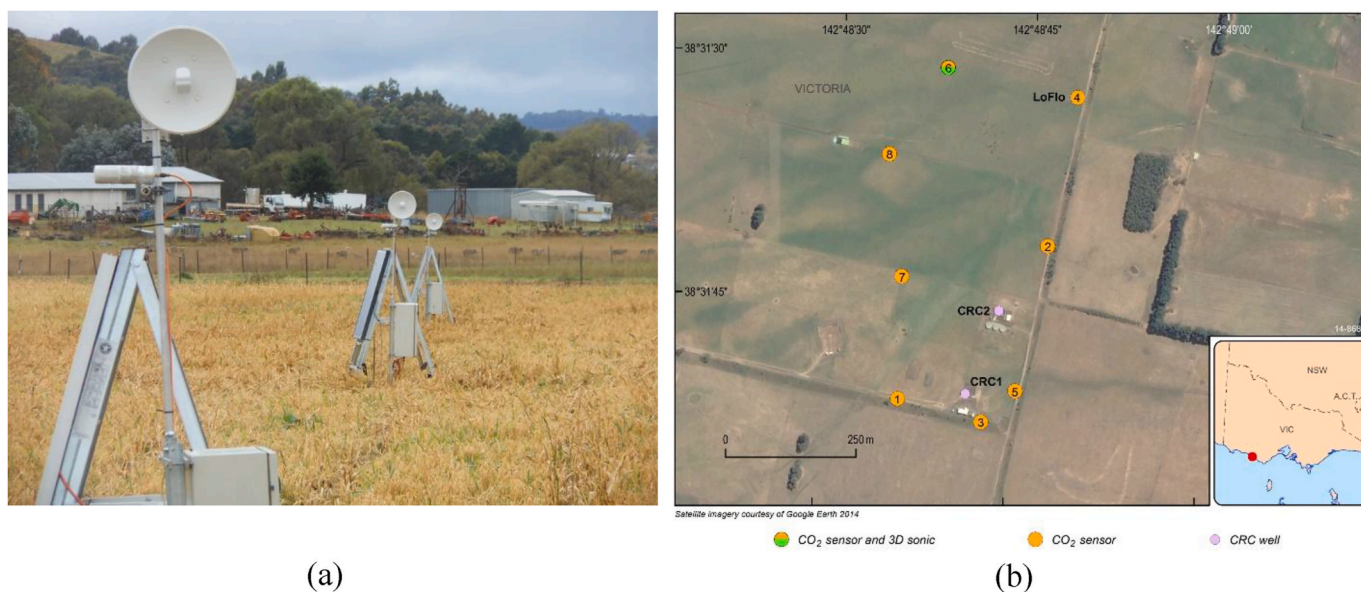 142°48'30"
142°48'45"
142°49'00"
38°31'30"
VICTORIA
6
LoFlo 4
8
2
7
38°31'45"
CRC2
14-868
CRC1
5
1
3
0 250 m
NSW
A.C.T.
VIC
Satellite imagery courtesy of Google Earth 2014
CO₂ sensor and 3D sonic
CO₂ sensor
CRC well
(a)
(b)